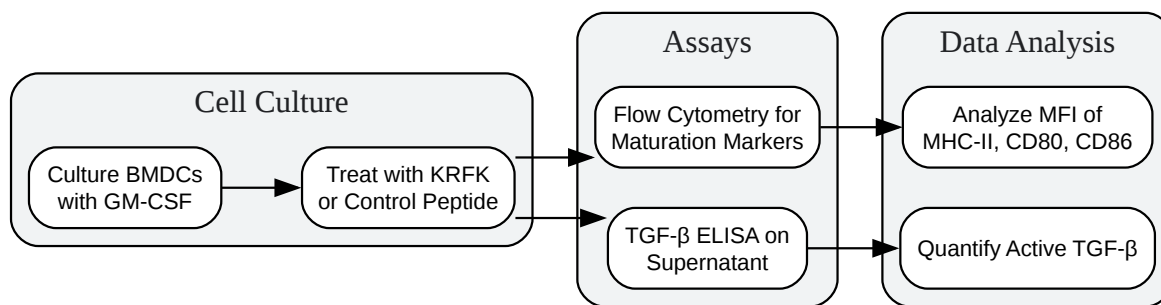 Cell Culture
Culture BMDCs
with GM-CSF
Treat with KRFK
or Control Peptide
Assays
Flow Cytometry for
Maturation Markers
TGF-β ELISA on
Supernatant
Data Analysis
Analyze MFI of
MHC-II, CD80, CD86
Quantify Active TGF-β